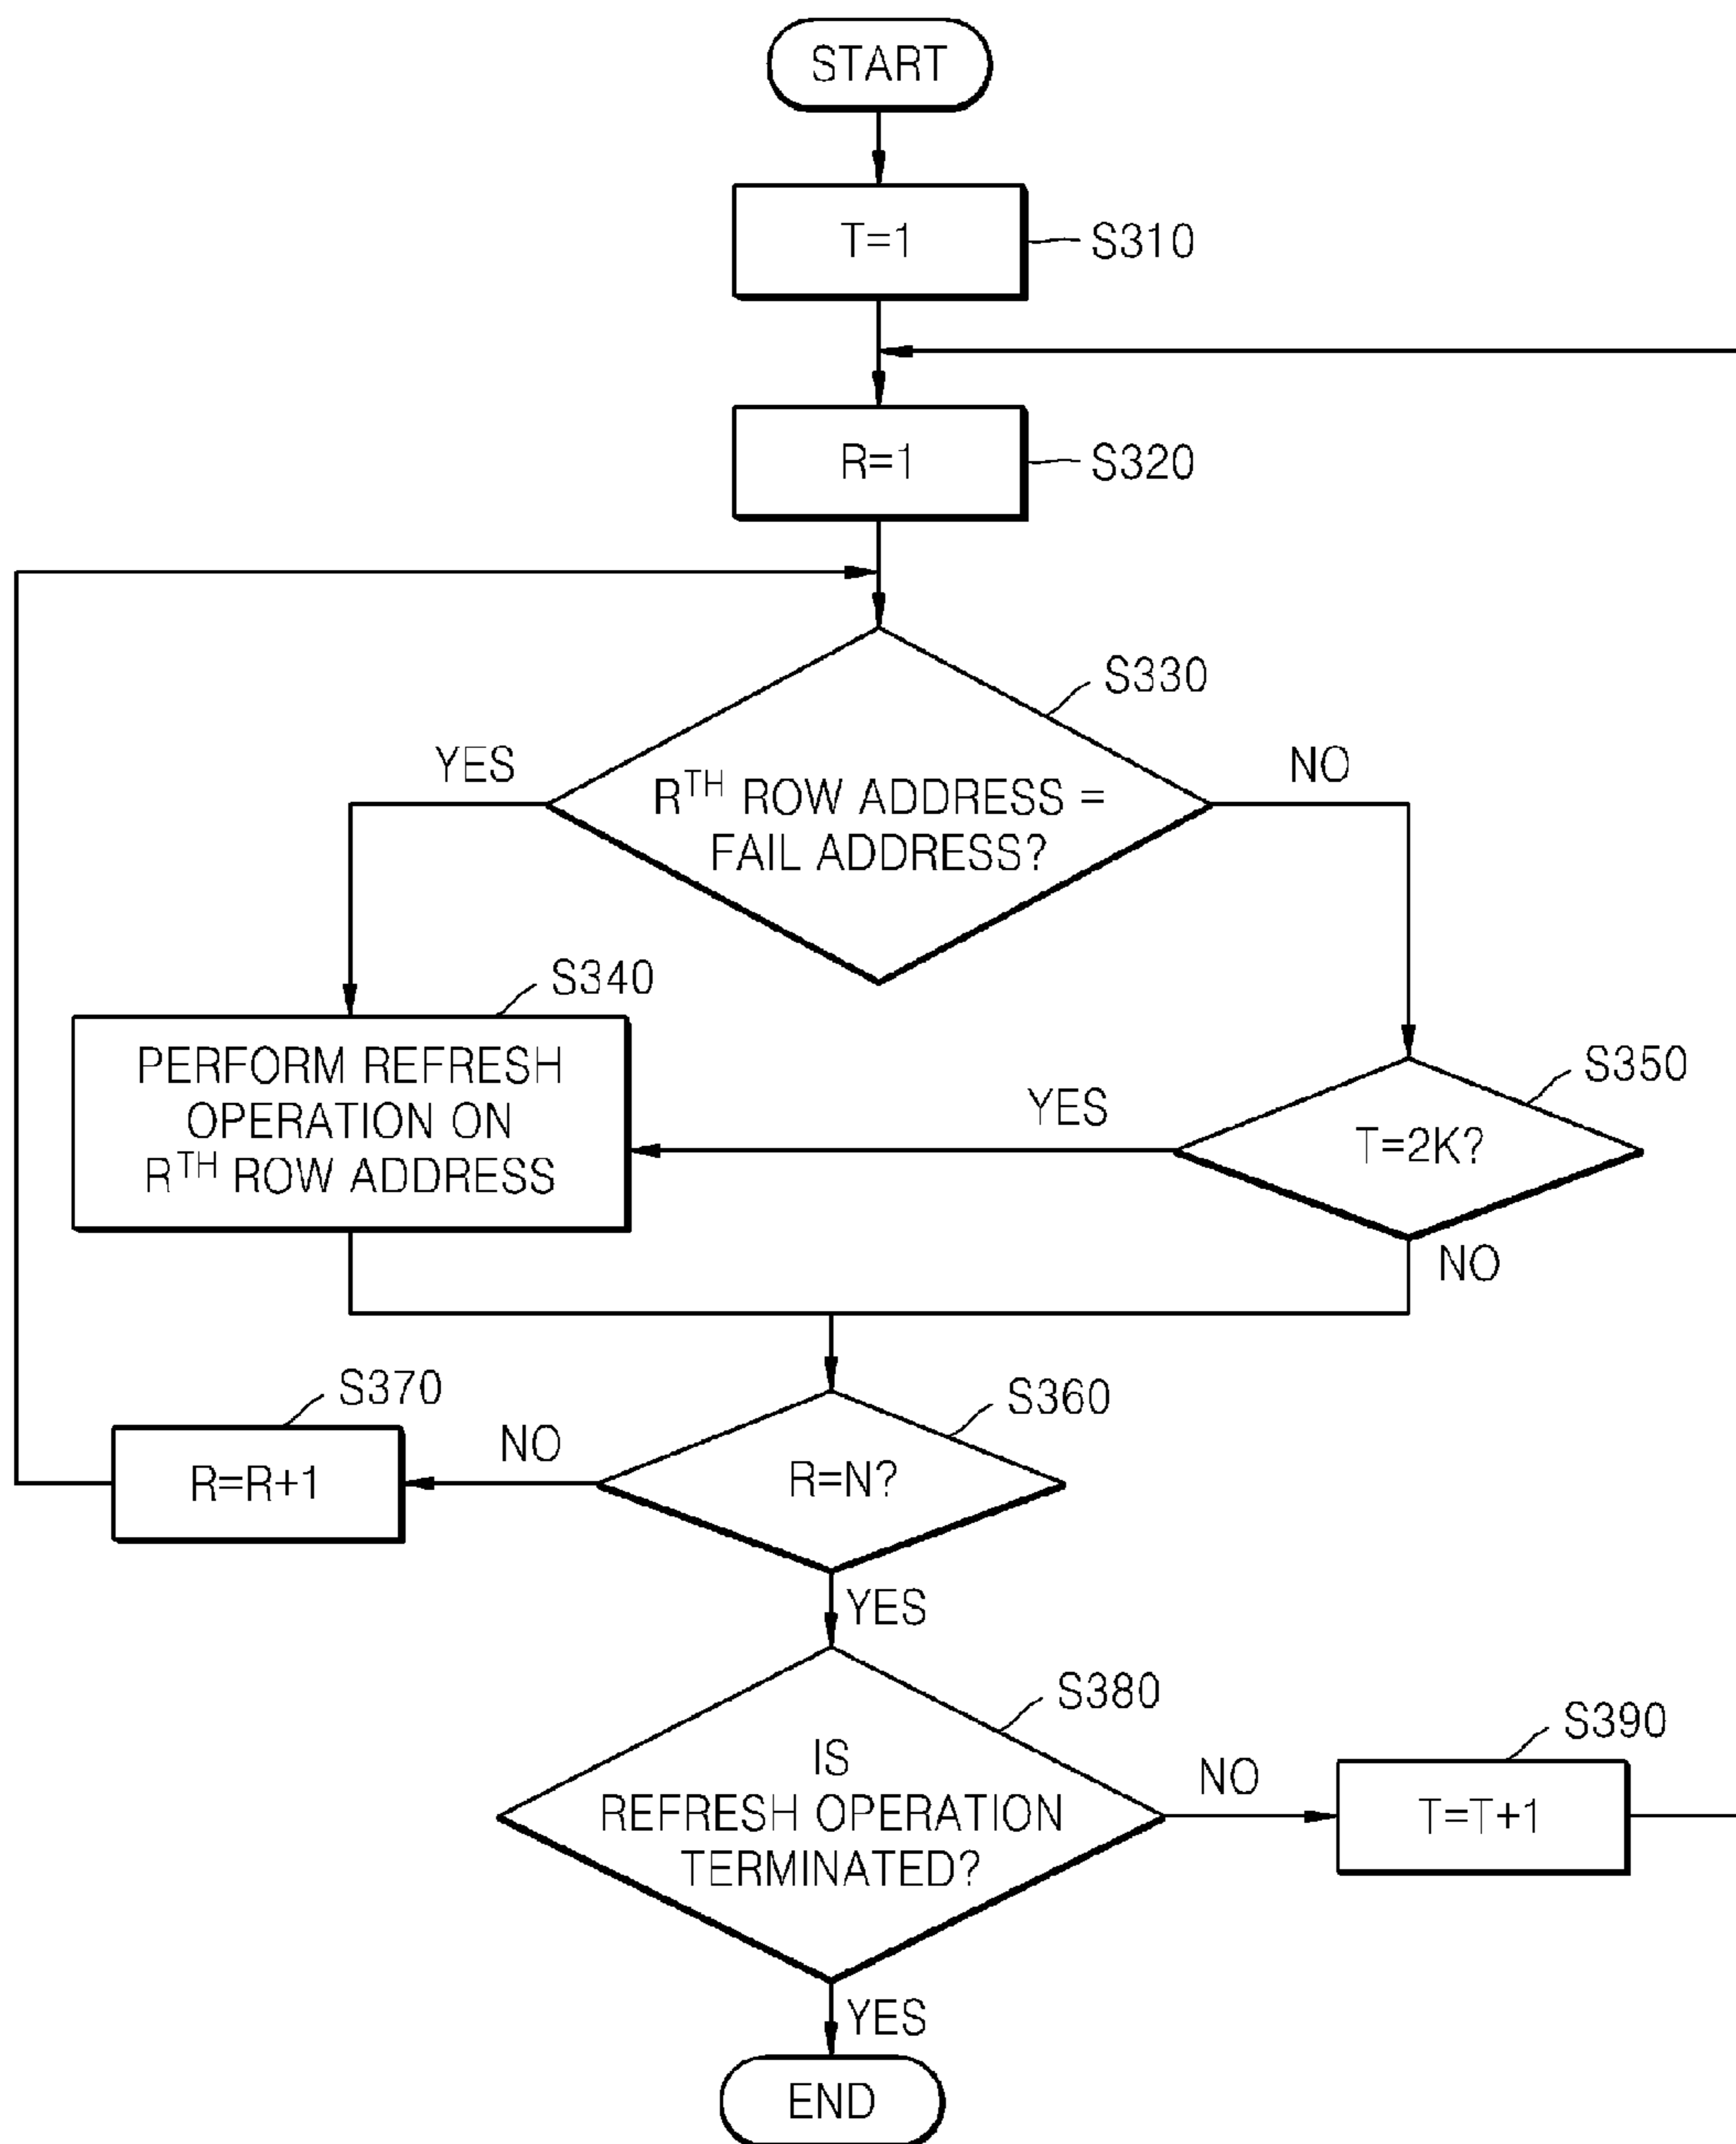 START
T=1
S310
R=1
S320
S330
YES
NO
RTH ROW ADDRESS =
FAIL ADDRESS?
S340
PERFORM REFRESH
OPERATION ON
RTH ROW ADDRESS
S350
YES
T=2K?
NO
S370
S360
NO
R=R+1
R=N?
YES
S380
S390
IS
REFRESH OPERATION
TERMINATED?
NO
T=T+1
YES
END